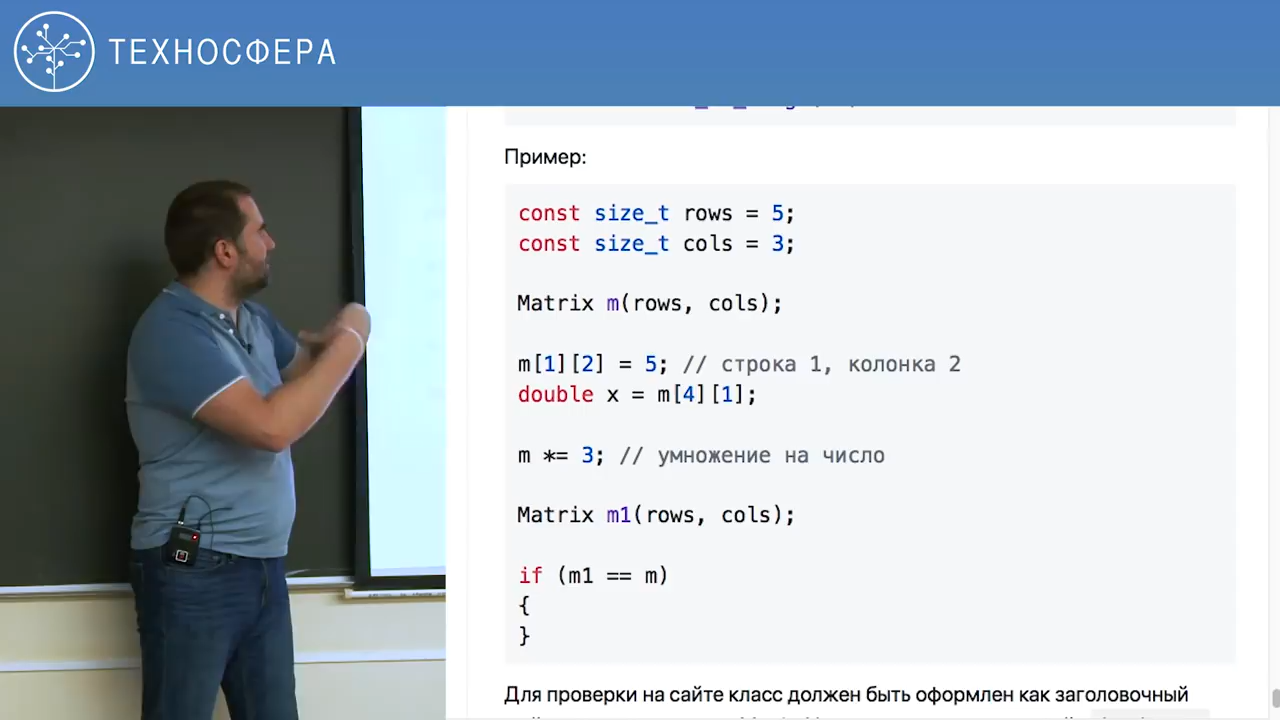 ТЕХНОСФЕРА
Пример:
const size_t rows = 5;
const size_t cols = 3;
Matrix m(rows, cols);
m[1][2] = 5; // строка 1, колонка 2
double x = m[4][1];
m *= 3; // умножение на число
Matrix m1(rows, cols);
if (m1 == m)
{
}
Для проверки на сайте класс должен быть оформлен как заголовочный